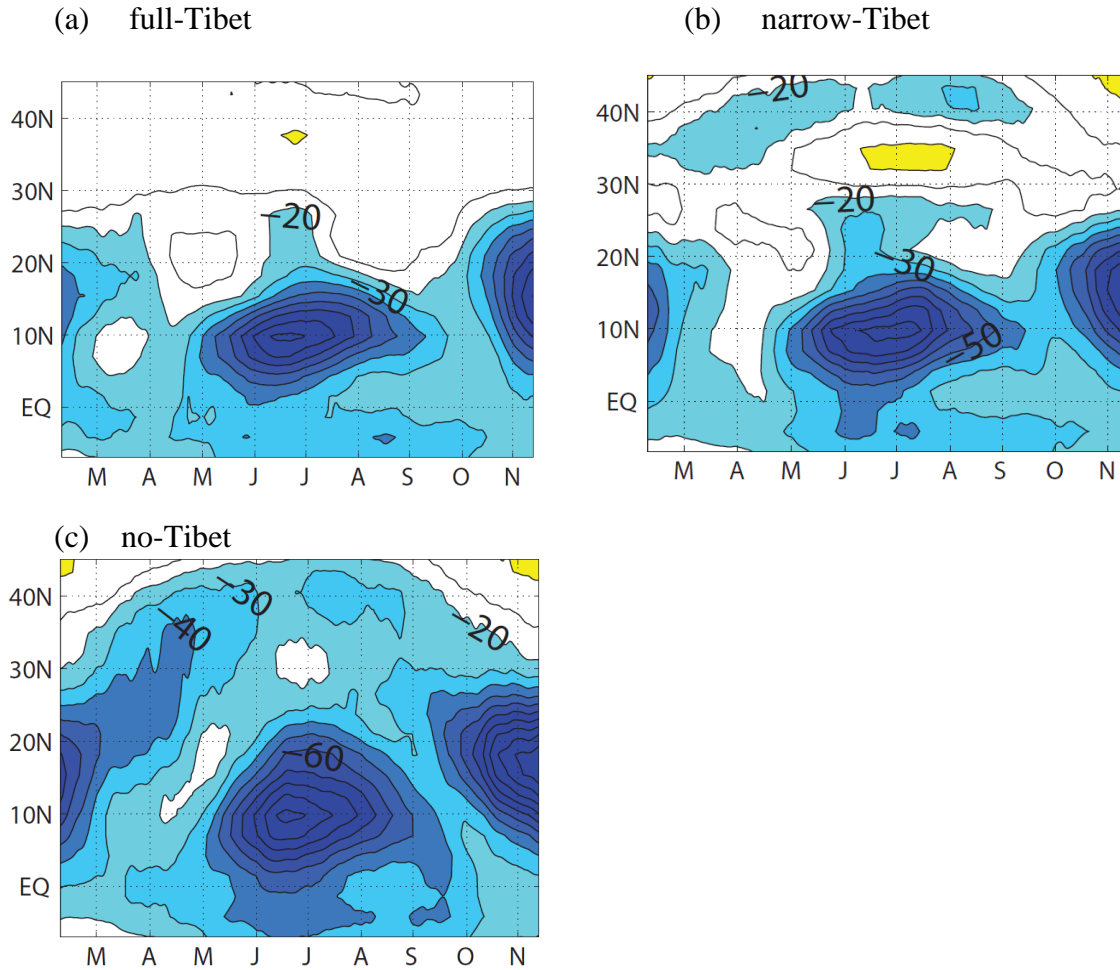 (a) full-Tibet
40N
30N
20N
10N
EQ
−20
−30
M A M J J A S O N
(b) narrow-Tibet
40N
30N
20N
10N
EQ
−20
−20
−30
−50
M A M J J A S O N
(c) no-Tibet
40N
30N
20N
10N
EQ
−30
−40
−20
−60
M A M J J A S O N